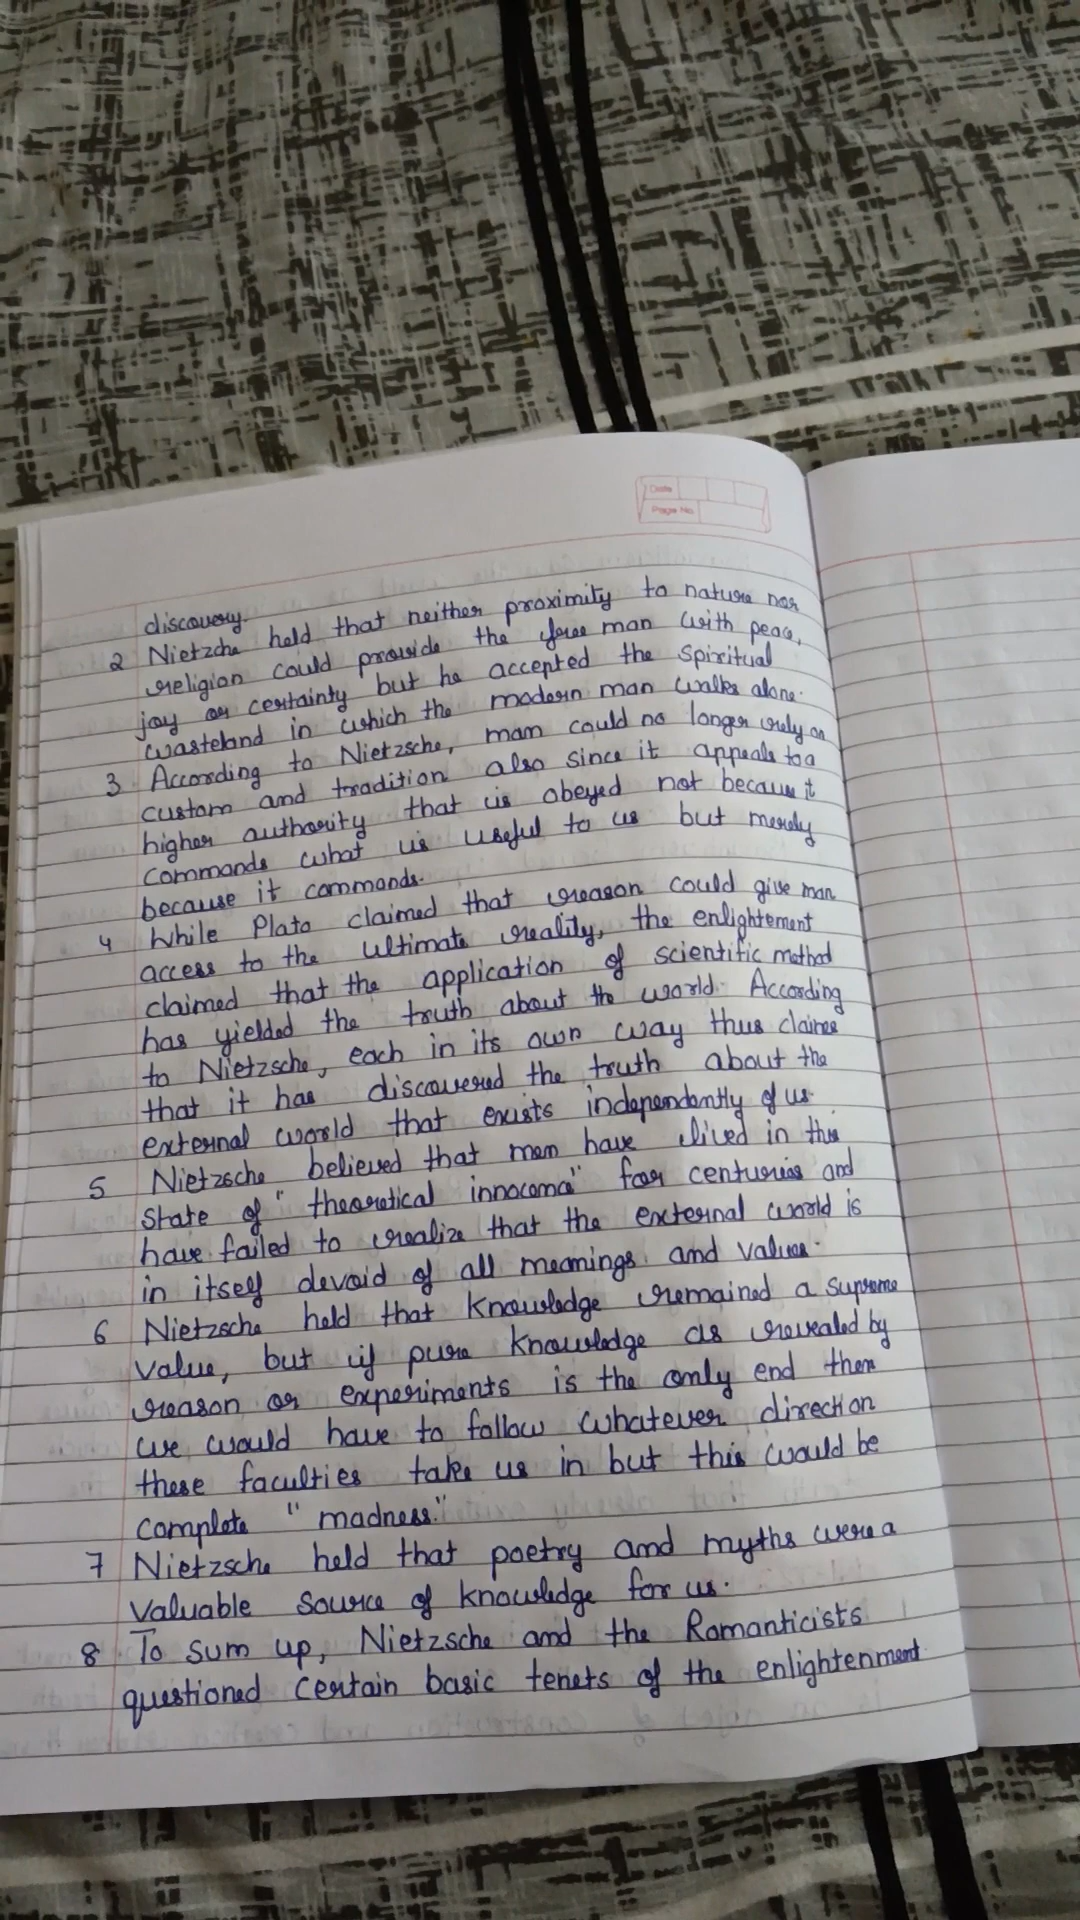 Date
Page No.
discovery.
2 Nietzche held that neither proximity to nature nor
religion could provide the free man with peace,
joy or certainty but he accepted the spiritual
wasteland in which the modern man walks alone.
3 According to Nietzsche, man could no longer rely on
custom and tradition also since it appeals to a
higher authority that is obeyed not because it
commands what is useful to us but merely
because it commands.
4 While Plato claimed that reason could give man
access to the ultimate reality, the enlightement
claimed that the application of scientific method
has yielded the truth about the world. According
to Nietzsche, each in its own way thus claims
that it has discovered the truth about the
external world that exists independently of us.
5 Nietzsche believed that men have lived in this
state of "theoretical innocence" for centuries and
have failed to realize that the external world is
in itself devoid of all meanings and values.
6 Nietzsche held that knowledge remained a supreme
value, but if pure knowledge as revealed by
reason or experiments is the only end then
we would have to follow whatever direction
these faculties take us in but this would be
complete "madness."
7 Nietzsche held that poetry and myths were a
valuable source of knowledge for us.
8 To sum up, Nietzsche and the Romanticists
questioned certain basic tenets of the enlightenment